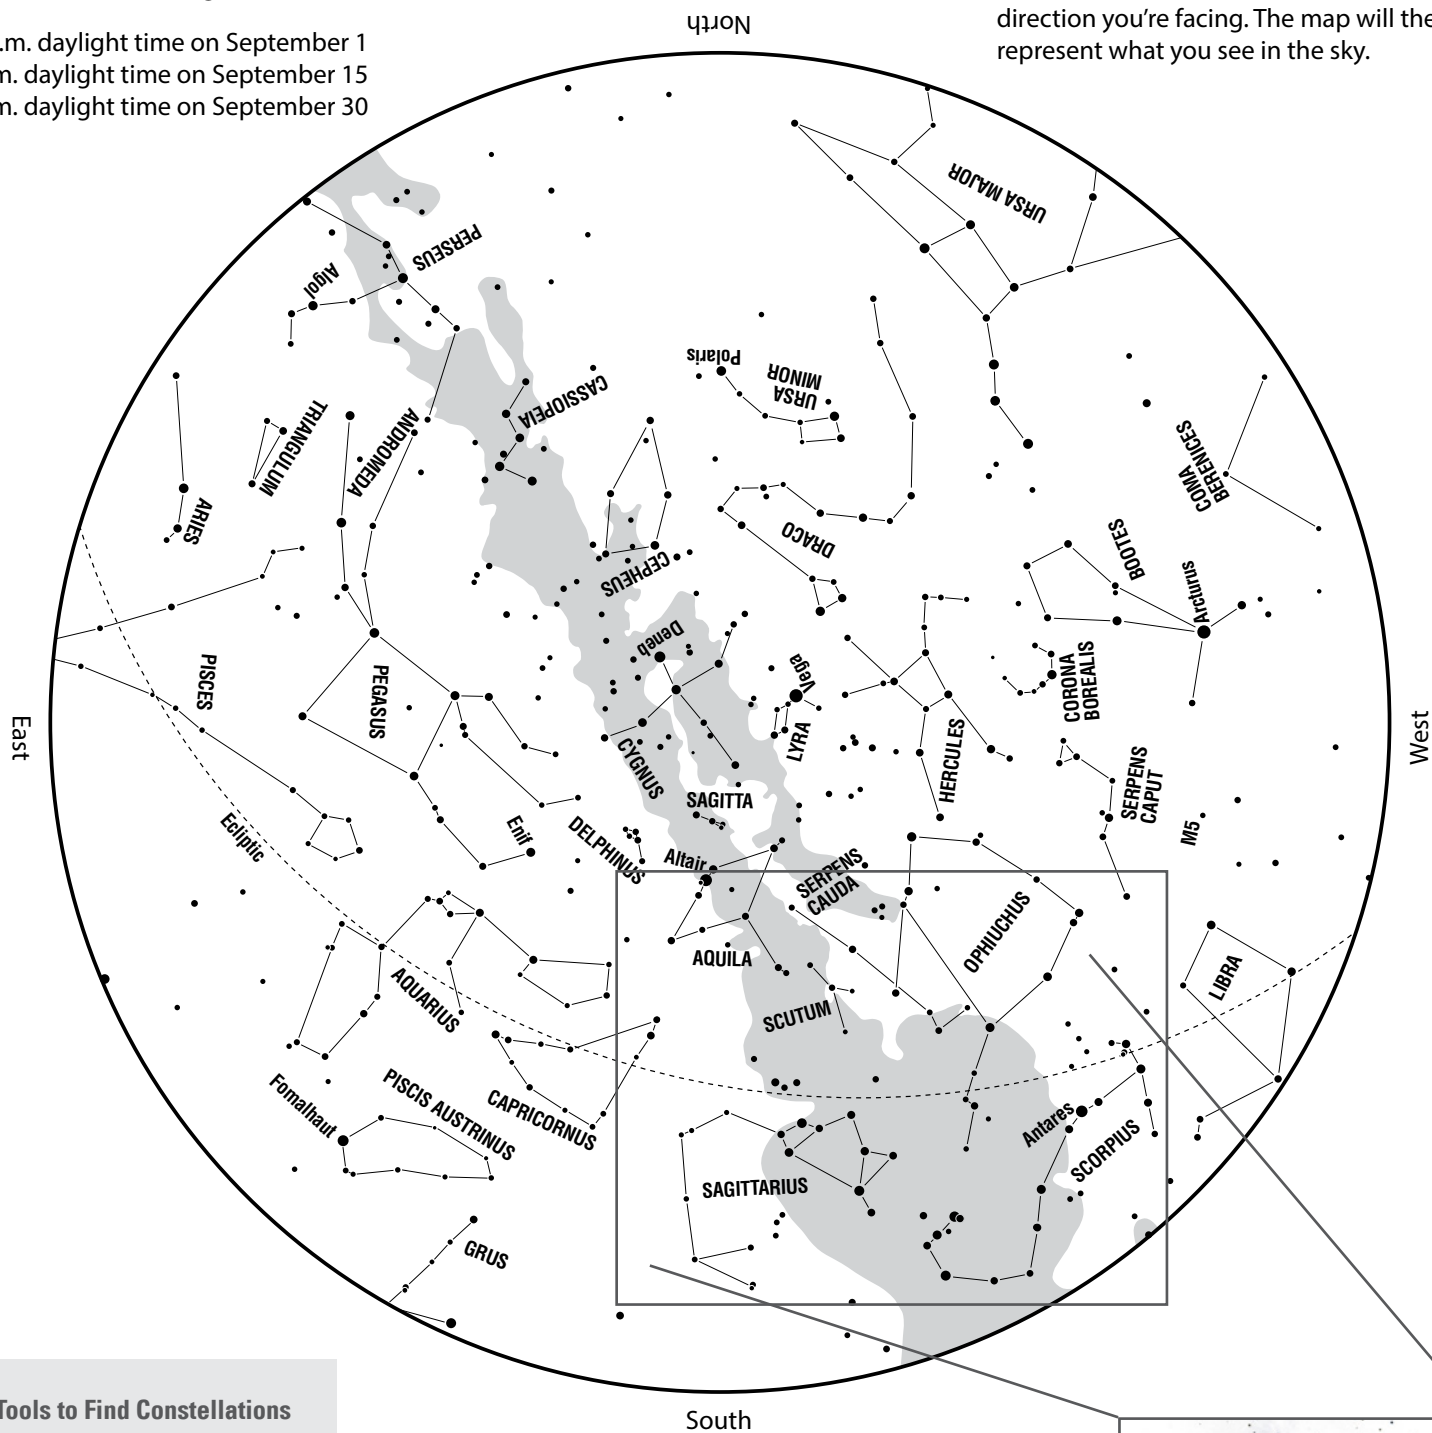 direction you're facing. The map will the
represent what you see in the sky.
.m. daylight time on September 1
m. daylight time on September 15
m. daylight time on September 30
North
URSA MAJOR
PERSEUS
Algol
Polaris
URSA
MINOR
CASSIOPEIA
TRIANGULUM
ANDROMEDA
COMA
BERENICES
ARIES
DRACO
BOOTES
CEPHEUS
Arcturus
Deneb
PISCES
PEGASUS
Vega
CORONA
BOREALIS
East
West
LYRA
CYGNUS
HERCULES
SERPENS
CAPUT
SAGITTA
M5
Ecliptic
Enif
DELPHINUS
Altair
SERPENS
CAUDA
OPHIUCHUS
AQUILA
LIBRA
AQUARIUS
SCUTUM
Fomalhaut
PISCIS AUSTRINUS
CAPRICORNUS
Antares
SCORPIUS
SAGITTARIUS
GRUS
Tools to Find Constellations
South